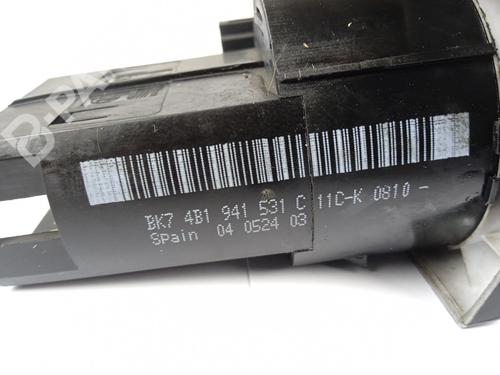 BK7 4B1 941 531 C 11C-K 0810 -
Spain 04 0524 03